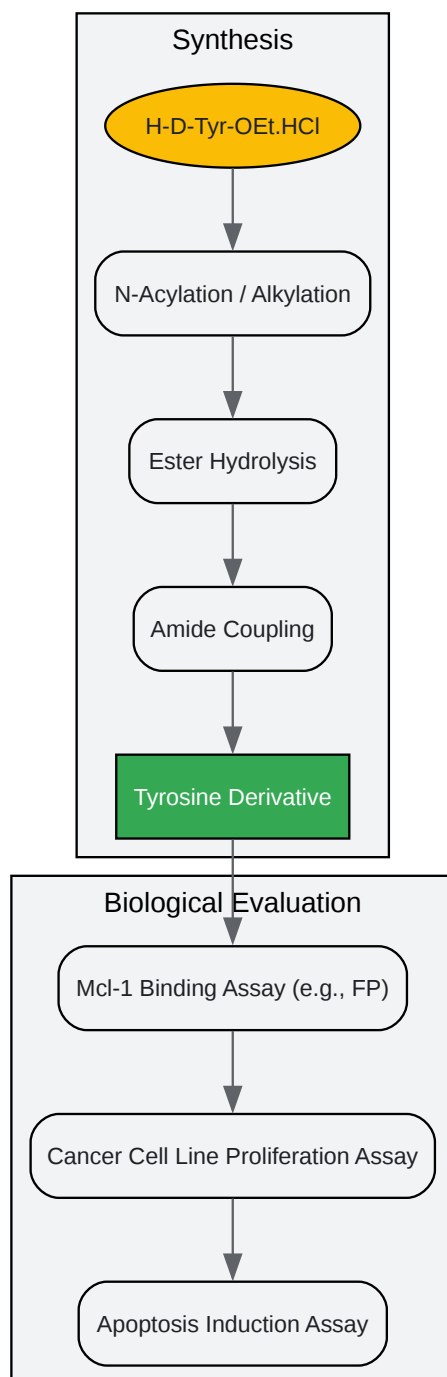 Synthesis
H-D-Tyr-OEt.HCl
N-Acylation / Alkylation
Ester Hydrolysis
Amide Coupling
Tyrosine Derivative
Biological Evaluation
Mcl-1 Binding Assay (e.g., FP)
Cancer Cell Line Proliferation Assay
Apoptosis Induction Assay